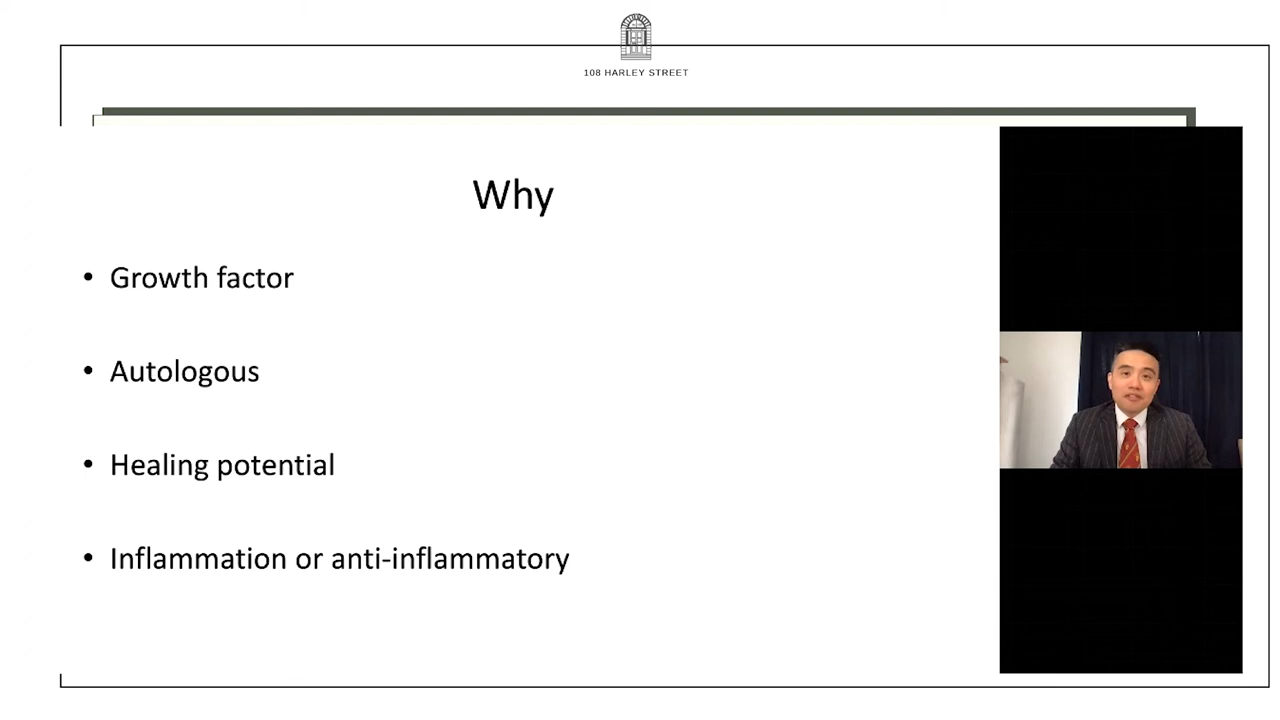 108 HARLEY STREET
Why
• Growth factor
• Autologous
• Healing potential
• Inflammation or anti-inflammatory